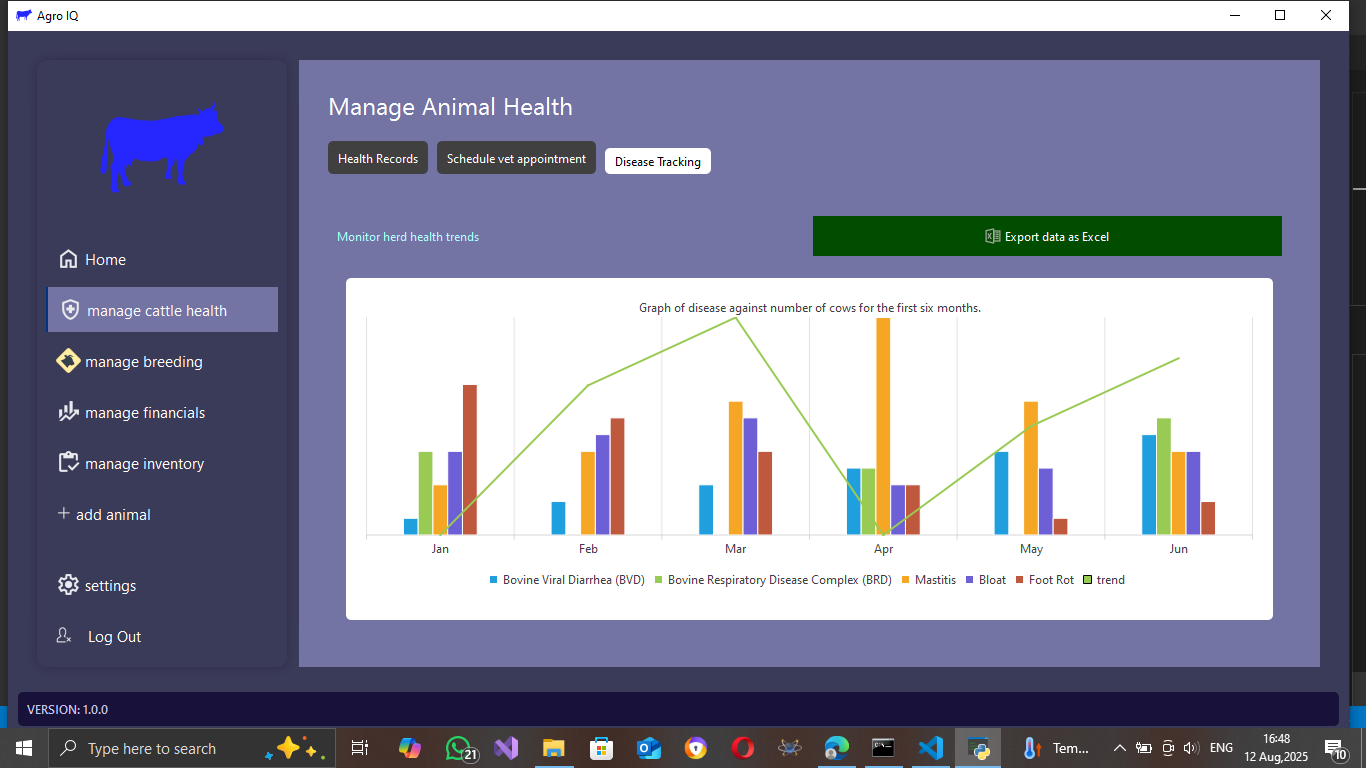 Agro IQ
Manage Animal Health
Health Records
Schedule vet appointment
Disease Tracking
Home
manage cattle health
manage breeding
manage financials
manage inventory
+ add animal
settings
Log Out
Monitor herd health trends
Export data as Excel
Graph of disease against number of cows for the first six months.
Jan Feb Mar Apr May Jun
Bovine Viral Diarrhea (BVD) Bovine Respiratory Disease Complex (BRD) Mastitis Bloat Foot Rot trend
VERSION: 1.0.0
Type here to search
21
Tem...
ENG
16:48
12 Aug,2025
10